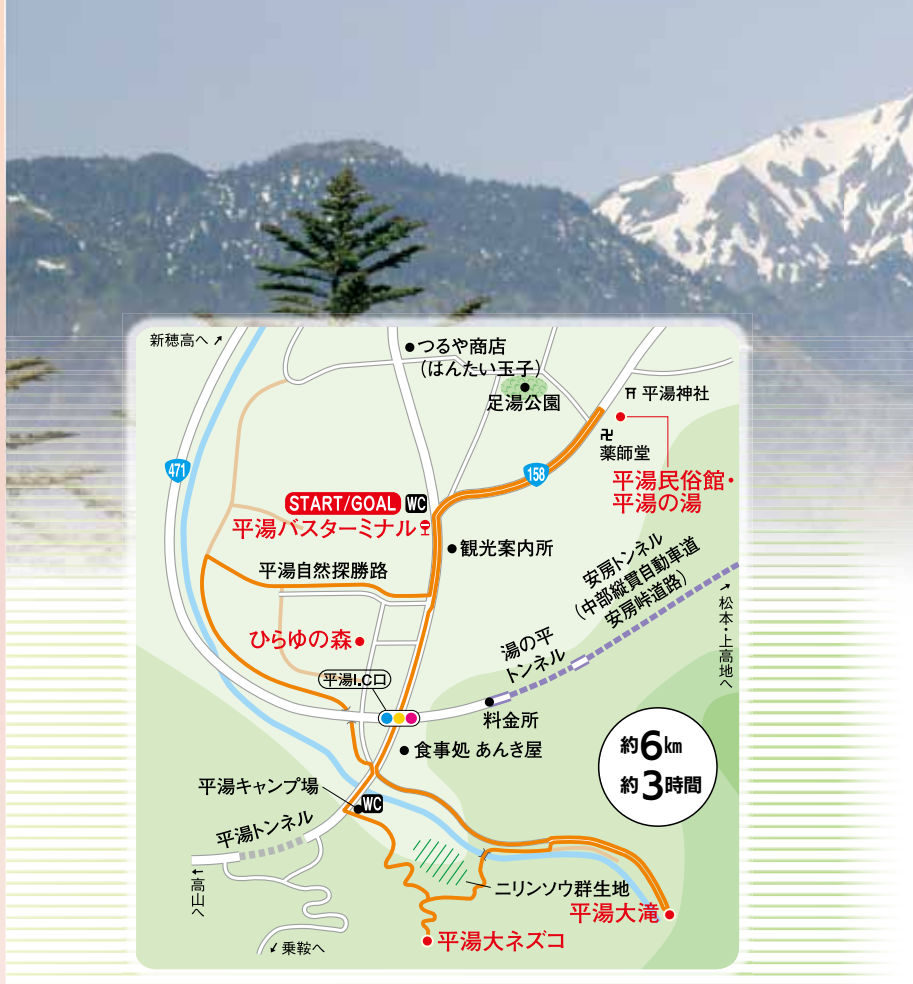 新穂高へ↗
つるや商店
(はんたい玉子)
足湯公園
平湯神社
卍
薬師堂
平湯民俗館・
平湯の湯
471
158
START/GOAL WC
平湯バスターミナル
観光案内所
平湯自然探勝路
安房トンネル
(中部縦貫自動車道
安房峠道路)
↗松本・上高地へ
ひらゆの森
湯の平
トンネル
平湯I.C口
料金所
食事処 あんき屋
約6km
約3時間
平湯キャンプ場
WC
平湯トンネル
←高山へ
ニリンソウ群生地
平湯大滝
平湯大ネズコ
↙乗鞍へ